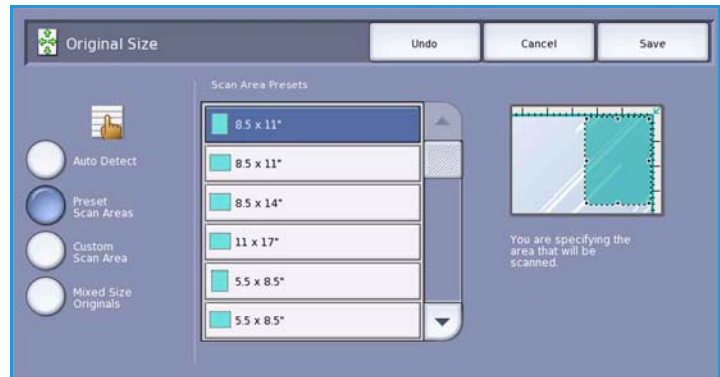 Original Size
Undo
Cancel
Save
Scan Area Presets
Auto Detect
Preset
Scan Areas
Custom
Scan Area
Mixed Size
Originals
8.5 x 11"
8.5 x 11"
8.5 x 14"
11 x 17"
5.5 x 8.5"
5.5 x 8.5"
You are specifying the
area that will be
scanned.